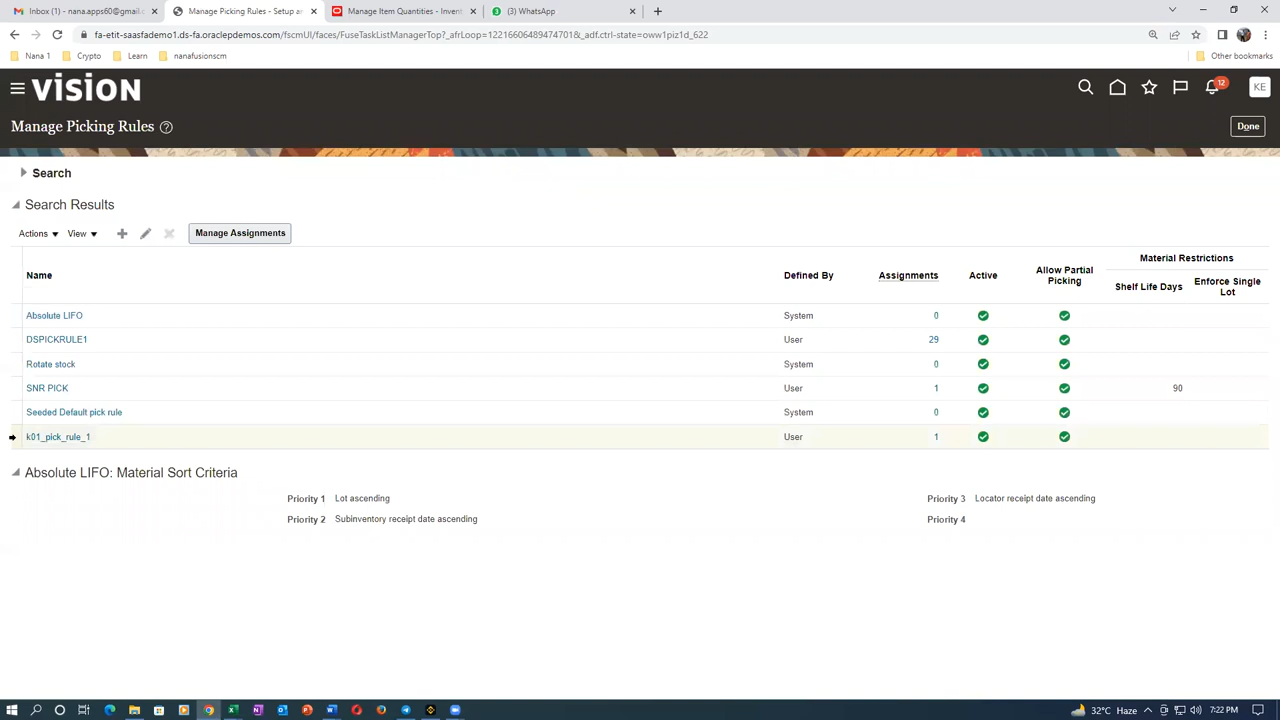 Inbox (1) - nana.apps60@gmail.c
Manage Picking Rules - Setup an
Manage Item Quantities - Invent
(3) WhatsApp
fa-etit-saasfademo1.ds-fa.oraclepdemos.com/fscmUI/faces/FuseTaskListManagerTop?_afrLoop=12216606489474701&_adf.ctrl-state=oww1piz1d_622
Nana 1
Crypto
Learn
nanafusionscm
Other bookmarks
VISION
12
KE
Manage Picking Rules
Done
Search
Search Results
Actions
View
Manage Assignments
Name
Defined By
Assignments
Active
Allow Partial Picking
Material Restrictions
Shelf Life Days
Enforce Single Lot
Absolute LIFO System 0
DSPICKRULE1 User 29
Rotate stock System 0
SNR PICK User 1 90
Seeded Default pick rule System 0
k01_pick_rule_1 User 1
Absolute LIFO: Material Sort Criteria
Priority 1 Lot ascending
Priority 2 Subinventory receipt date ascending
Priority 3 Locator receipt date ascending
Priority 4
32°C Haze
7:22 PM